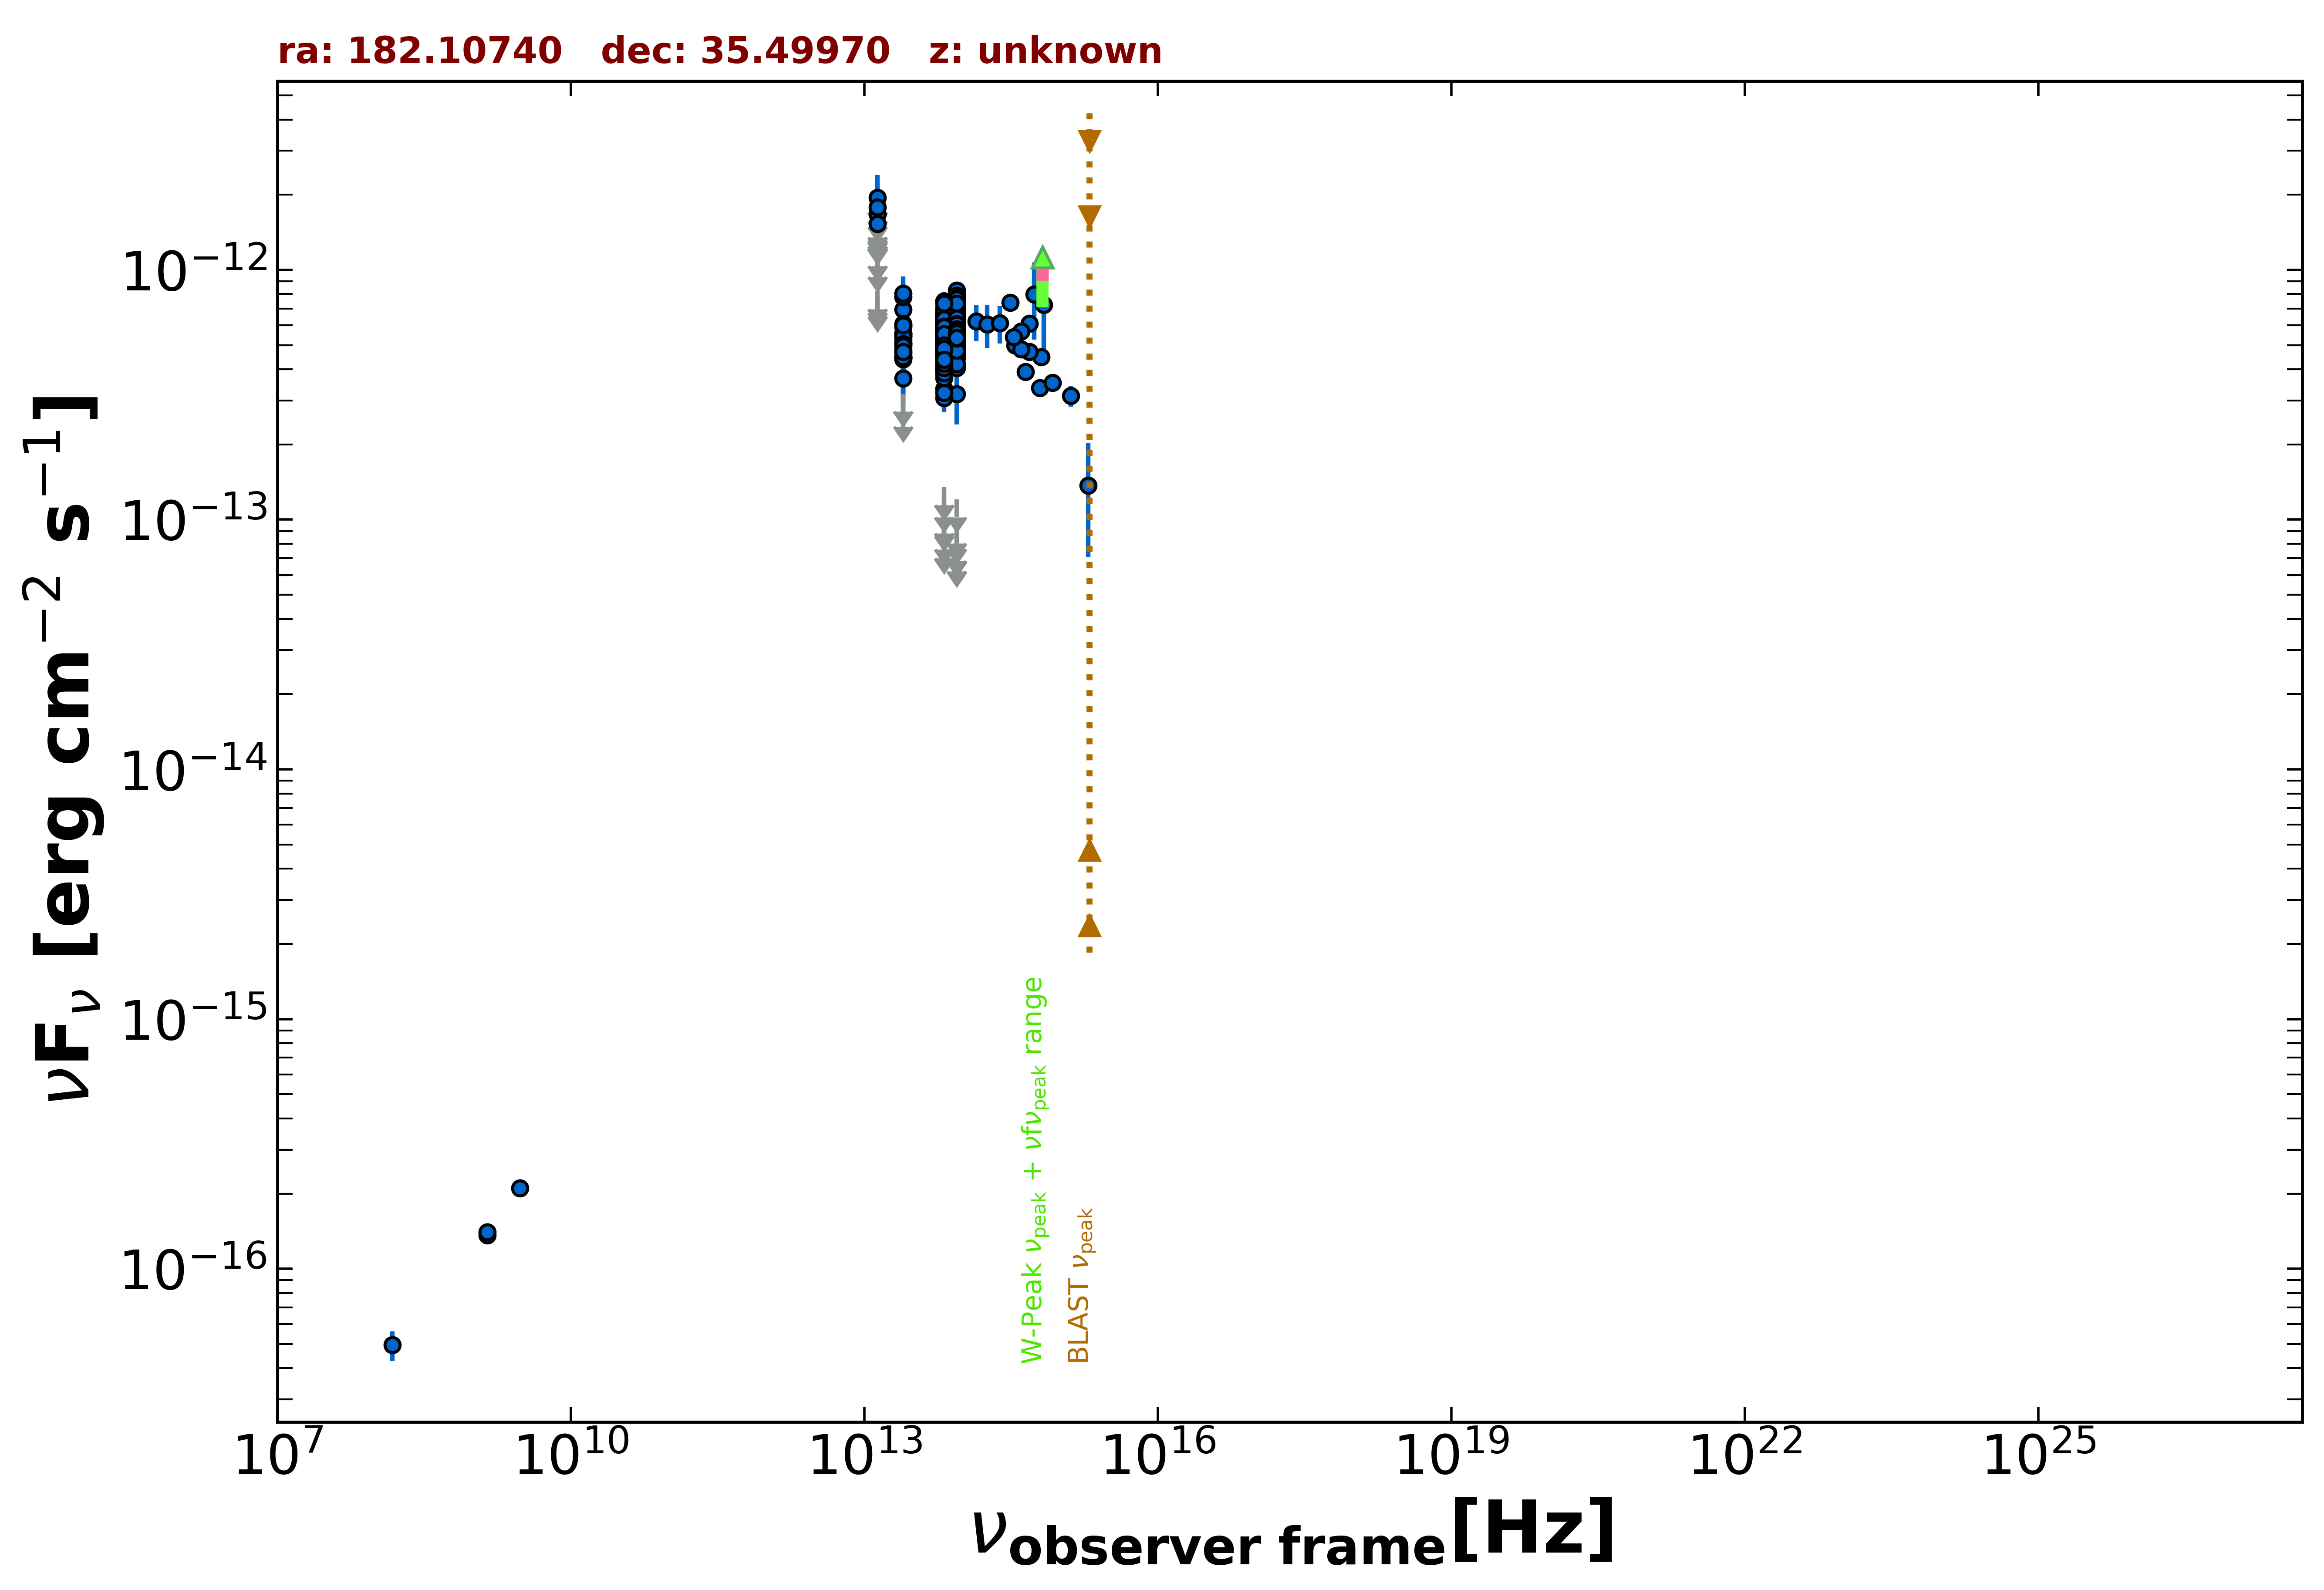 ra: 182.10740   dec: 35.49970   z: unknown
νFν [erg cm−2 s−1]
10−12
10−13
10−14
10−15
10−16
W-Peak νpeak + νfνpeak range
BLAST νpeak
107 1010 1013 1016 1019 1022 1025
νobserver frame[Hz]